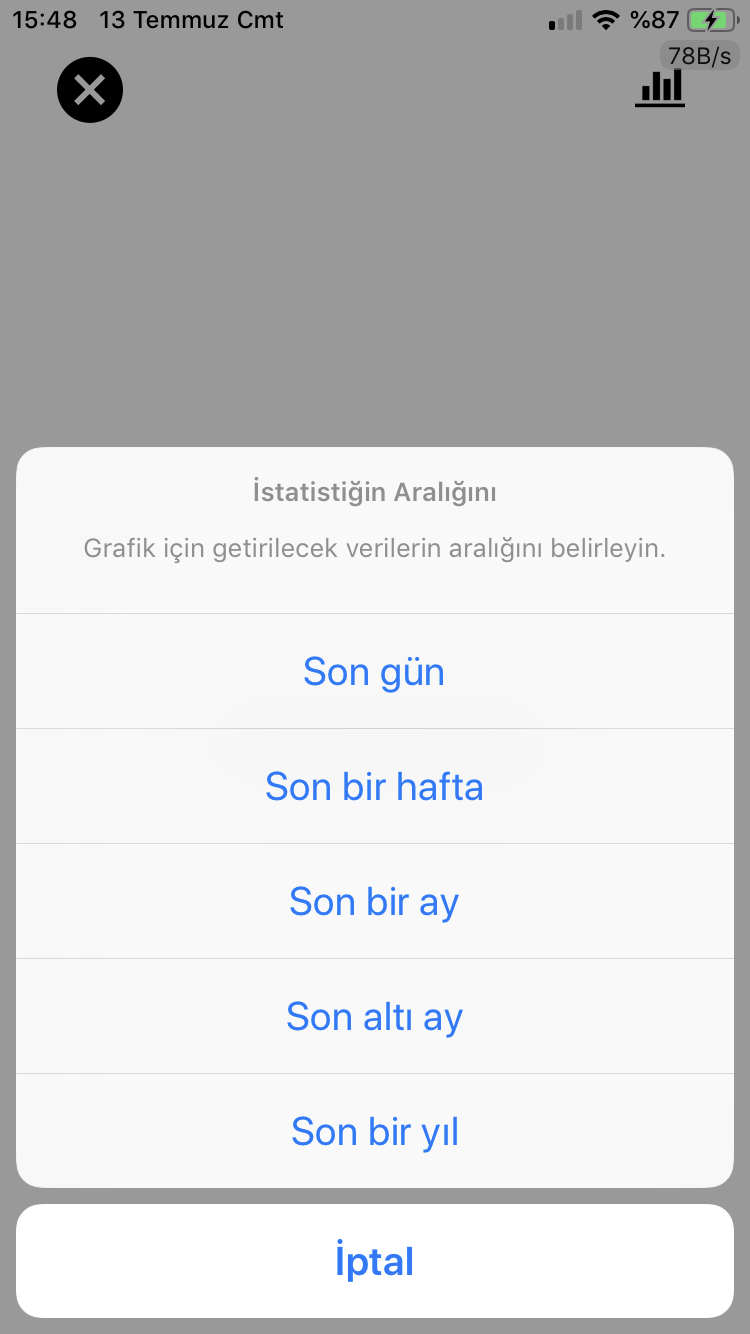 15:48 13 Temmuz Cmt %87
78B/s
İstatistiğin Aralığını
Grafik için getirilecek verilerin aralığını belirleyin.
Son gün
Son bir hafta
Son bir ay
Son altı ay
Son bir yıl
İptal